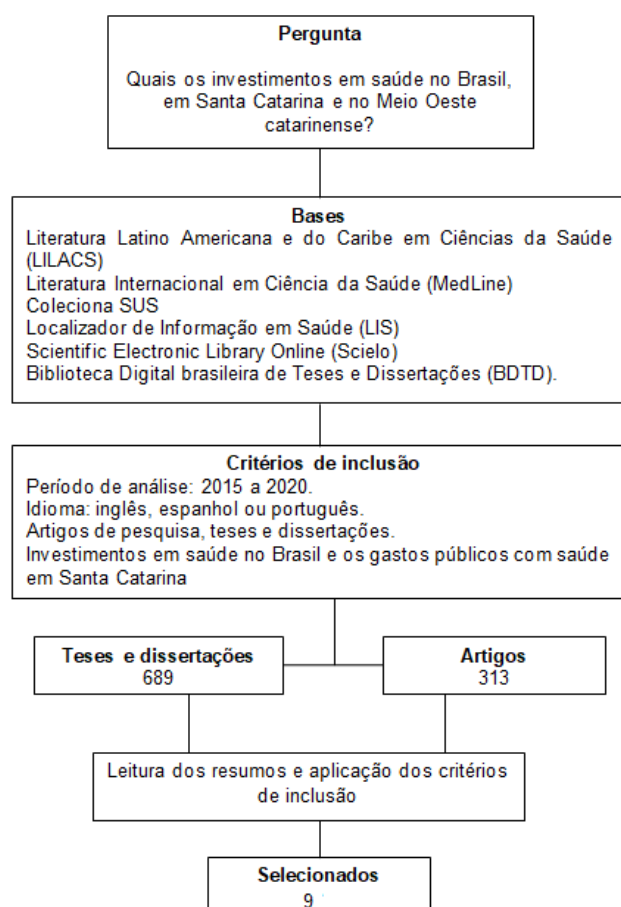 Pergunta
Quais os investimentos em saúde no Brasil,
em Santa Catarina e no Meio Oeste
catarinense?
Bases
Literatura Latino Americana e do Caribe em Ciências da Saúde
(LILACS)
Literatura Internacional em Ciência da Saúde (MedLine)
Coleciona SUS
Localizador de Informação em Saúde (LIS)
Scientific Electronic Library Online (Scielo)
Biblioteca Digital brasileira de Teses e Dissertações (BDTD).
Critérios de inclusão
Período de análise: 2015 a 2020.
Idioma: inglês, espanhol ou português.
Artigos de pesquisa, teses e dissertações.
Investimentos em saúde no Brasil e os gastos públicos com saúde
em Santa Catarina
Teses e dissertações
689
Artigos
313
Leitura dos resumos e aplicação dos critérios
de inclusão
Selecionados
9